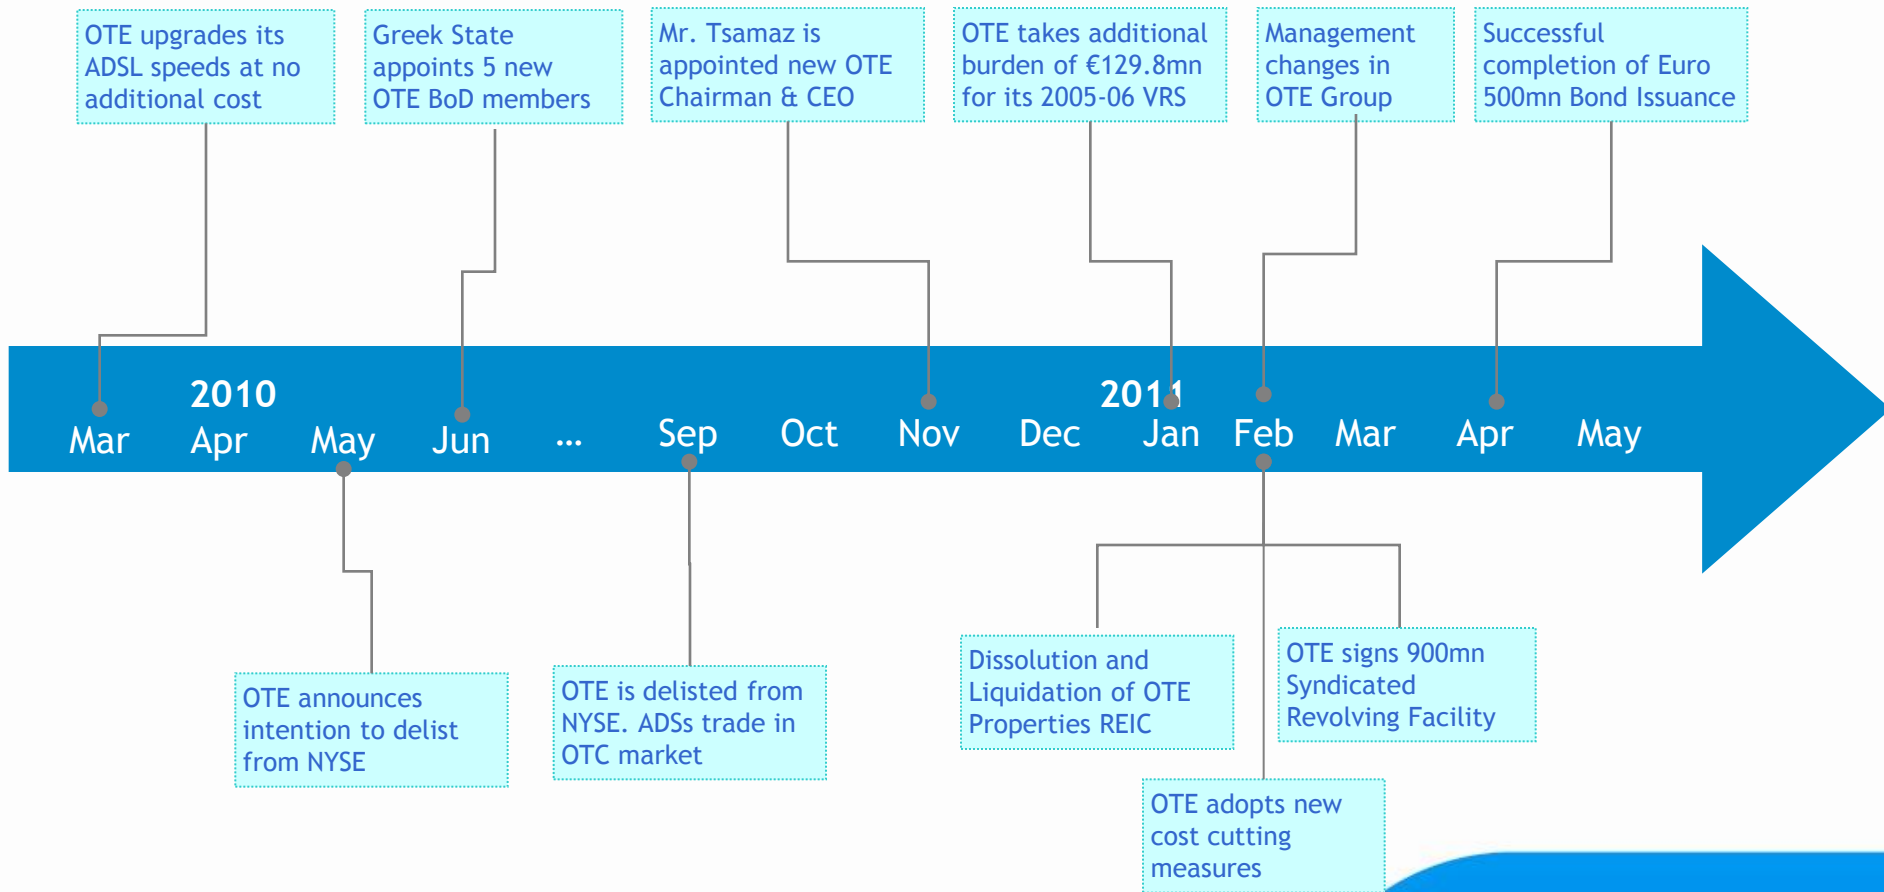 OTE upgrades its
ADSL speeds at no
additional cost
Greek State
appoints 5 new
OTE BoD members
Mr. Tsamaz is
appointed new OTE
Chairman & CEO
OTE takes additional
burden of €129.8mn
for its 2005-06 VRS
Management
changes in
OTE Group
Successful
completion of Euro
500mn Bond Issuance
2010
2011
Mar Apr May Jun … Sep Oct Nov Dec Jan Feb Mar Apr May
OTE announces
intention to delist
from NYSE
OTE is delisted from
NYSE. ADSs trade in
OTC market
Dissolution and
Liquidation of OTE
Properties REIC
OTE signs 900mn
Syndicated
Revolving Facility
OTE adopts new
cost cutting
measures